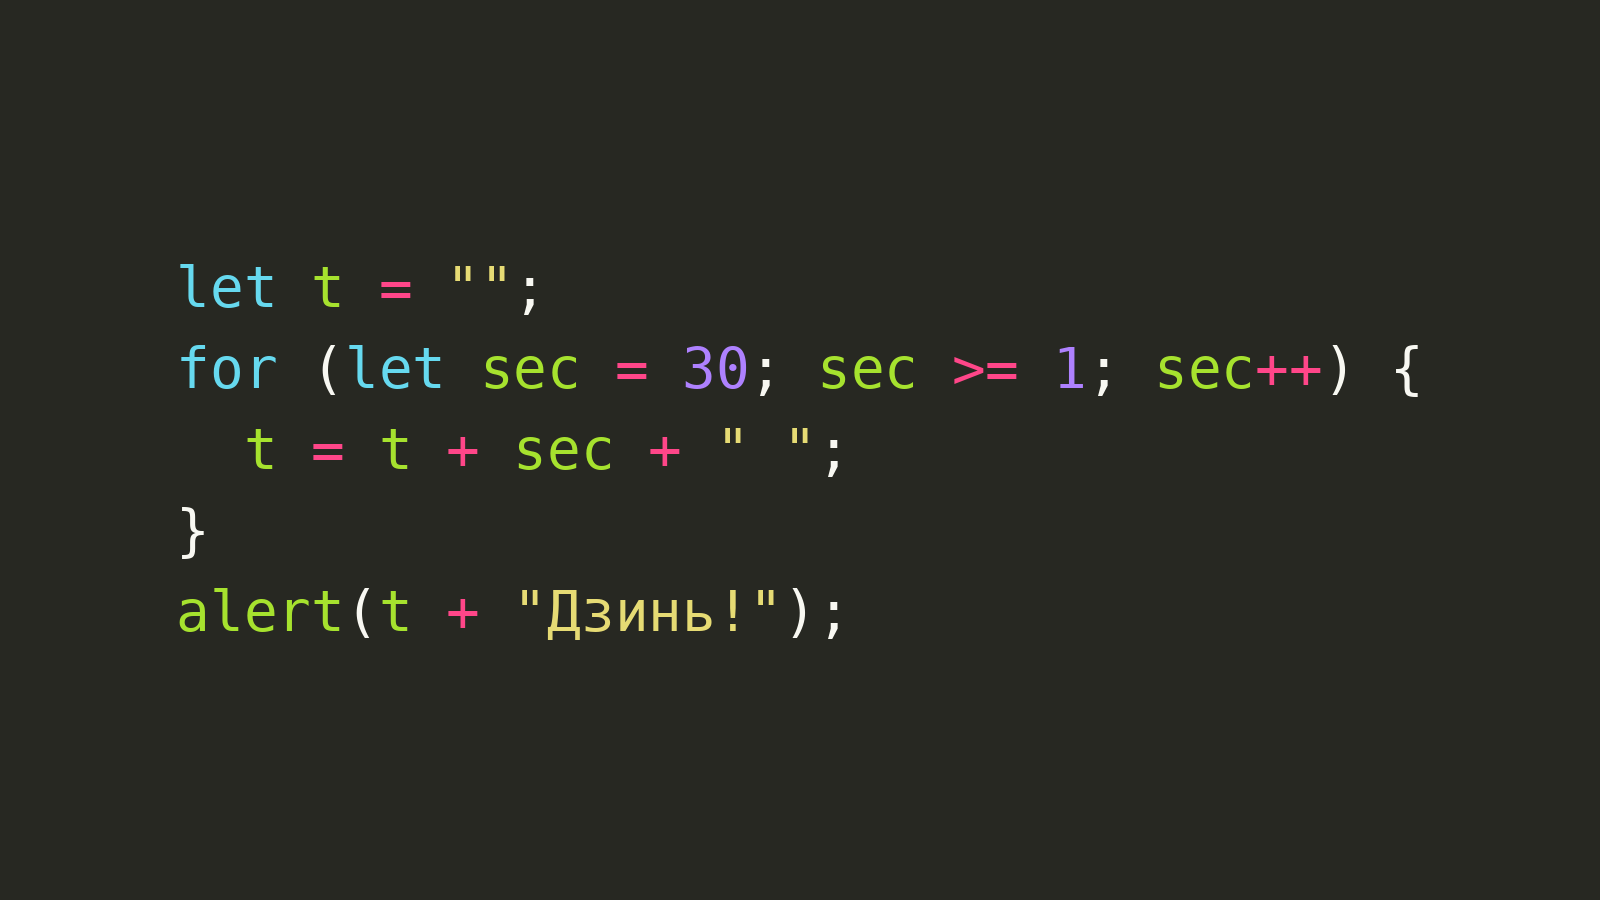 let t = "";
for (let sec = 30; sec >= 1; sec++) {
  t = t + sec + " ";
}
alert(t + "Дзинь!");